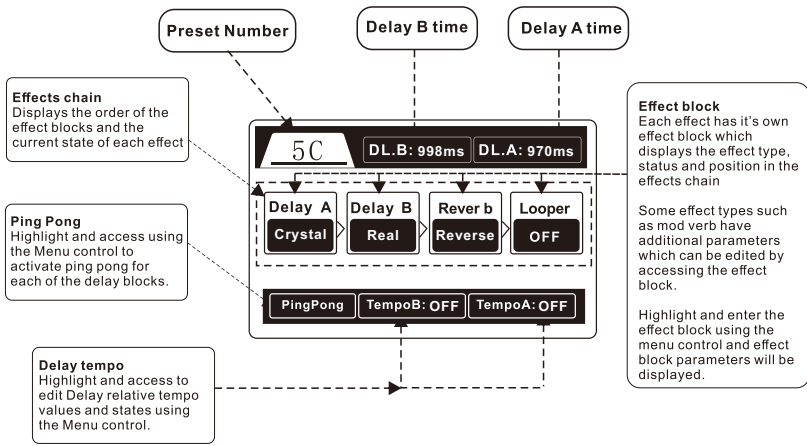 Preset Number
Delay B time
Delay A time
Effects chain
Displays the order of the
effect blocks and the
current state of each effect
Ping Pong
Highlight and access using
the Menu control to
activate ping pong for
each of the delay blocks.
5C
DL.B: 998ms
DL.A: 970ms
Delay A
Crystal
Delay B
Real
Rever b
Reverse
Looper
OFF
PingPong
TempoB: OFF
TempoA: OFF
Effect block
Each effect has it's own
effect block which
displays the effect type,
status and position in the
effects chain
Some effect types such
as mod verb have
additional parameters
which can be edited by
accessing the effect
block.
Highlight and enter the
effect block using the
menu control and effect
block parameters will be
displayed.
Delay tempo
Highlight and access to
edit Delay relative tempo
values and states using
the Menu control.